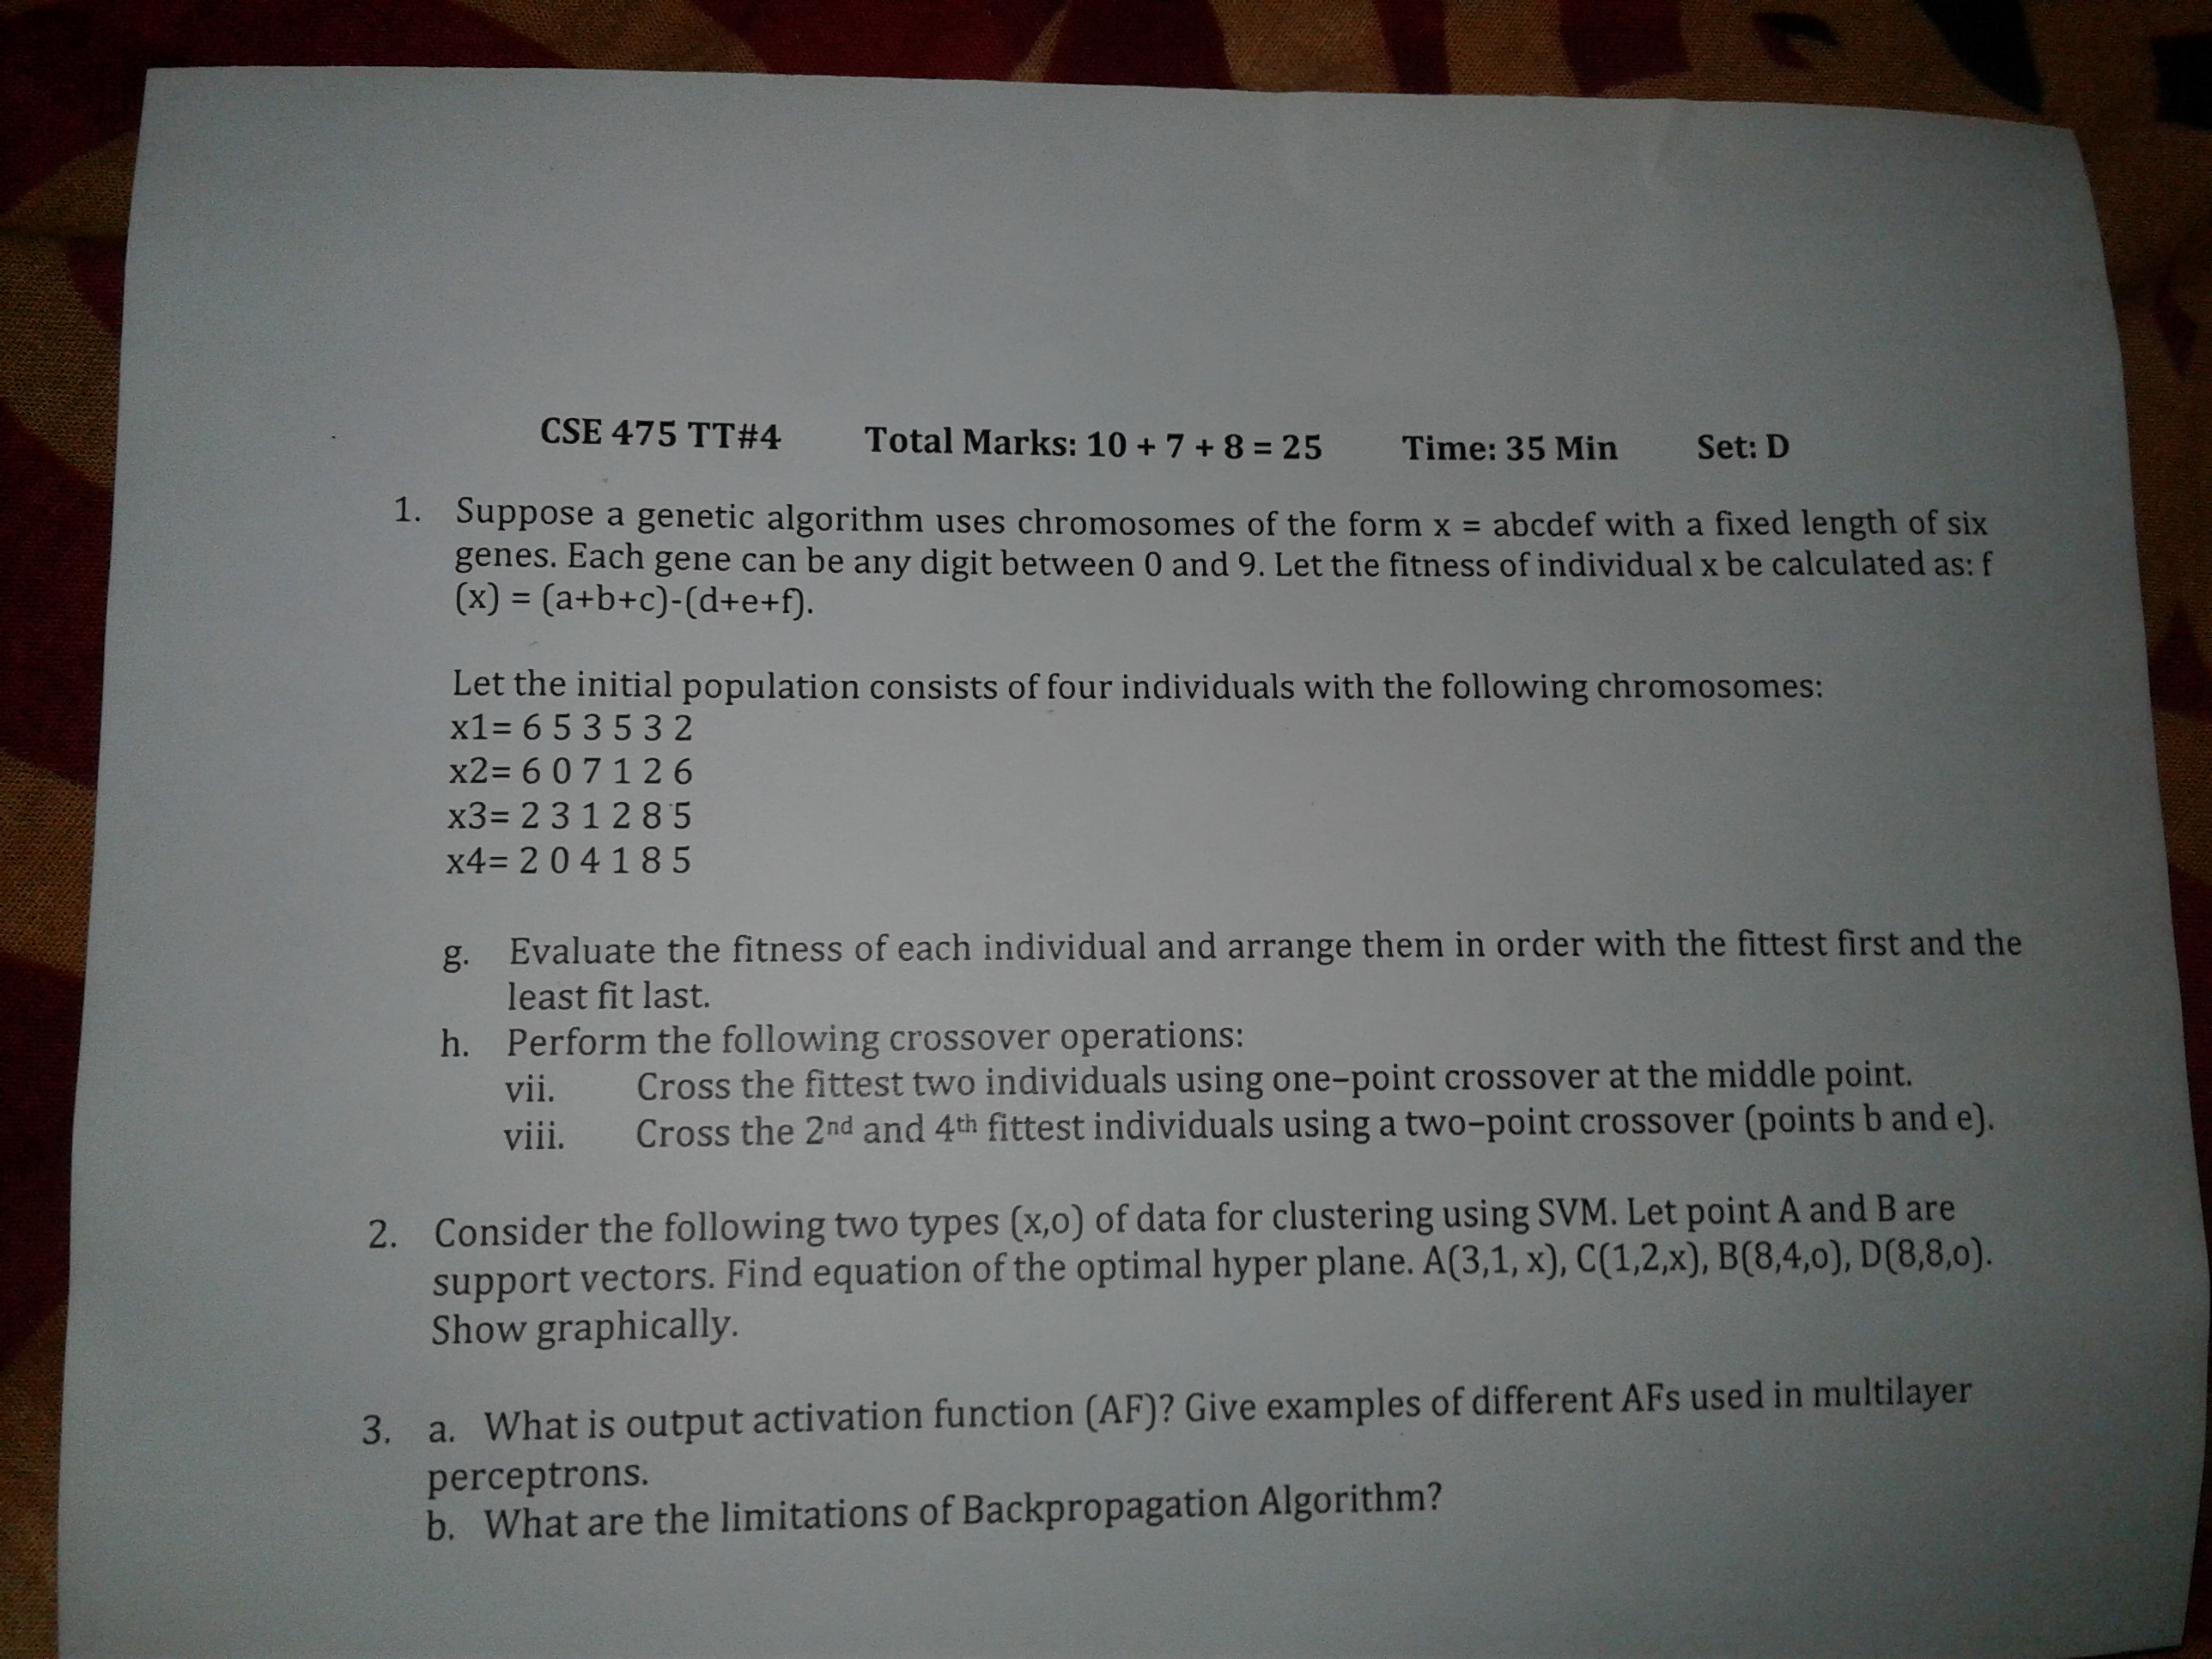 CSE 475 TT#4 Total Marks: 10 + 7 + 8 = 25 Time: 35 Min Set: D
1. Suppose a genetic algorithm uses chromosomes of the form x = abcdef with a fixed length of six
genes. Each gene can be any digit between 0 and 9. Let the fitness of individual x be calculated as: f
(x) = (a+b+c)-(d+e+f).
Let the initial population consists of four individuals with the following chromosomes:
x1= 6 5 3 5 3 2
x2= 6 0 7 1 2 6
x3= 2 3 1 2 8 5
x4= 2 0 4 1 8 5
g. Evaluate the fitness of each individual and arrange them in order with the fittest first and the
least fit last.
h. Perform the following crossover operations:
vii. Cross the fittest two individuals using one–point crossover at the middle point.
viii. Cross the 2nd and 4th fittest individuals using a two–point crossover (points b and e).
2. Consider the following two types (x,o) of data for clustering using SVM. Let point A and B are
support vectors. Find equation of the optimal hyper plane. A(3,1, x), C(1,2,x), B(8,4,o), D(8,8,o).
Show graphically.
3. a. What is output activation function (AF)? Give examples of different AFs used in multilayer
perceptrons.
b. What are the limitations of Backpropagation Algorithm?